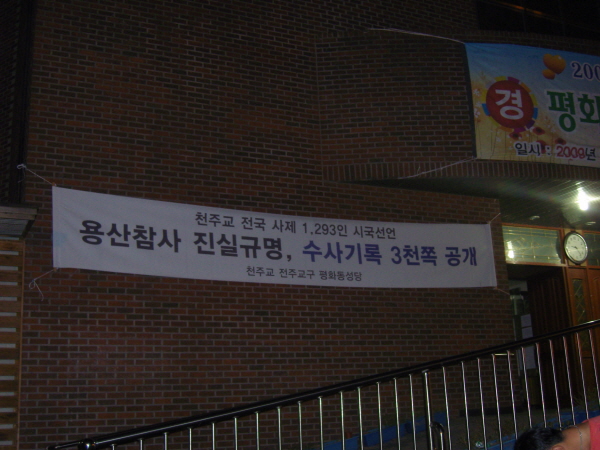 천주교 전국 사제 1,293인 시국선언
용산참사 진실규명, 수사기록 3천쪽 공개
천주교 전주교구 평화동성당
200
경 평화
일시 : 2009년